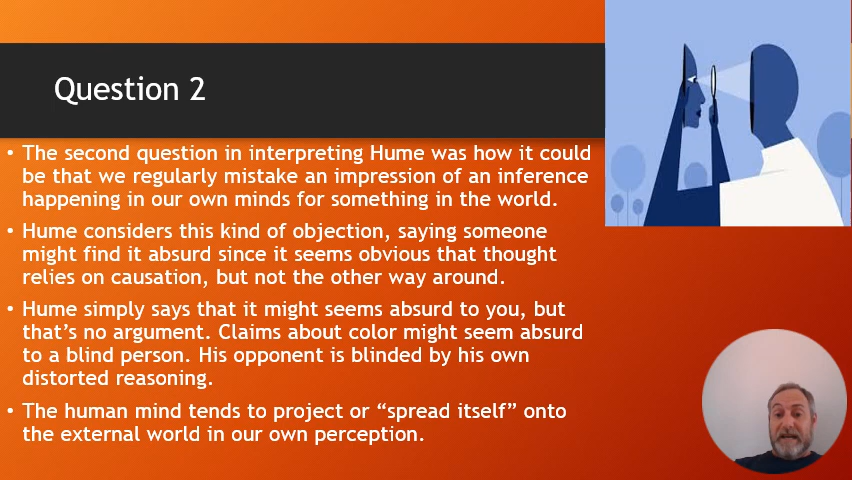 Question 2
• The second question in interpreting Hume was how it could
be that we regularly mistake an impression of an inference
happening in our own minds for something in the world.
• Hume considers this kind of objection, saying someone
might find it absurd since it seems obvious that thought
relies on causation, but not the other way around.
• Hume simply says that it might seems absurd to you, but
that’s no argument. Claims about color might seem absurd
to a blind person. His opponent is blinded by his own
distorted reasoning.
• The human mind tends to project or “spread itself” onto
the external world in our own perception.